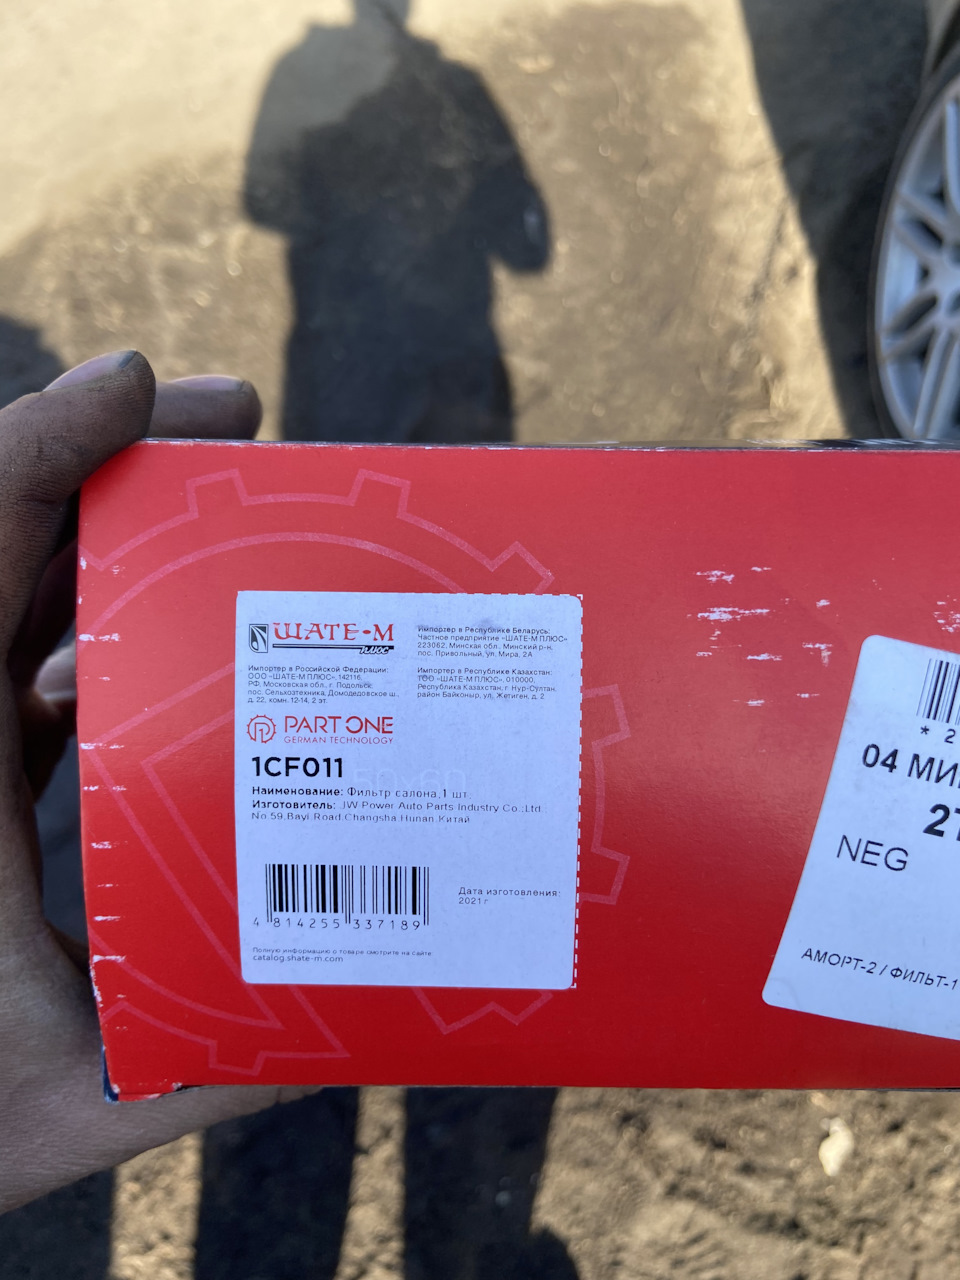 ШАТЕ-М
ПЛЮС
Импортер в Республике Беларусь:
Частное предприятие «ШАТЕ-М ПЛЮС»
223062, Минская обл., Минский р-н,
пос. Привольный, ул. Мира, 2А
Импортер в Российской Федерации:
ООО «ШАТЕ-М ПЛЮС», 142116,
РФ, Московская обл., г. Подольск,
пос. Сельхозтехника, Домодедовское ш.,
д. 22, комн. 12-14, 2 эт.
Импортер в Республике Казахстан:
ТОО «ШАТЕ-М ПЛЮС», 010000,
Республика Казахстан, г. Нур-Султан,
район Байконыр, ул. Жетиген, д. 2
PART ONE
GERMAN TECHNOLOGY
1CF011
Наименование: Фильтр салона,1 шт.
Изготовитель: JW Power Auto Parts Industry Co.,Ltd.
No.59,Bayi Road,Changsha,Hunan,Китай
Дата изготовления:
2021 г
4 814255 337189
Полную информацию о товаре смотрите на сайте
catalog.shate-m.com
* 2
04
NEG
АМОРТ-2 / ФИЛЬТ-1